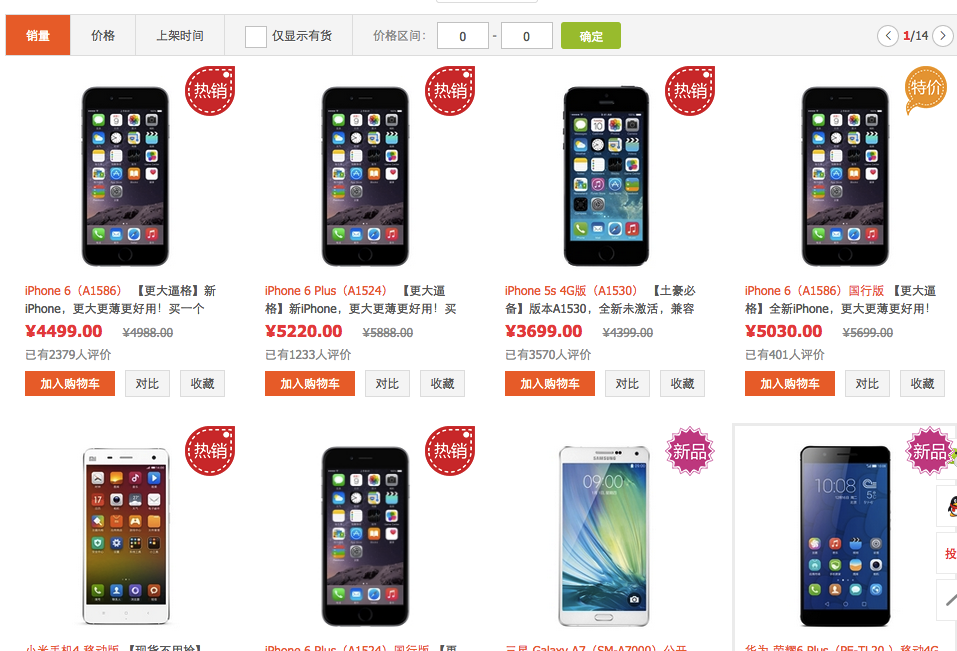 销量 价格 上架时间 仅显示有货 价格区间: 0 - 0 确定 1/14
热销 热销 热销 特价
iPhone 6（A1586） 【更大逼格】新
iPhone，更大更薄更好用！买一个
¥4499.00 ¥4988.00
已有2379人评价
加入购物车 对比 收藏
iPhone 6 Plus（A1524） 【更大逼
格】新iPhone，更大更薄更好用！买
¥5220.00 ¥5888.00
已有1233人评价
加入购物车 对比 收藏
iPhone 5s 4G版（A1530） 【土豪必
备】版本A1530，全新未激活，兼容
¥3699.00 ¥4399.00
已有3570人评价
加入购物车 对比 收藏
iPhone 6（A1586）国行版 【更大逼
格】全新iPhone，更大更薄更好用！
¥5030.00 ¥5699.00
已有401人评价
加入购物车 对比 收藏
热销 热销 新品 新品
SAMSUNG
09:00
10:08
投
小米手机4 移动版 【现货不用抢】
iPhone 6 Plus（A1524）国行版 【更
三星 Galaxy A7（SM-A7000）公开
华为 荣耀6 Plus（PE-TL20 ）移动4G